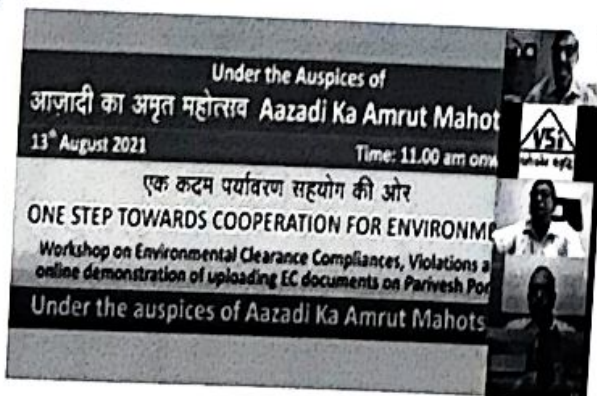 Under the Auspices of
आज़ादी का अमृत महोत्सव Aazadi Ka Amrut Mahot
13th August 2021
Time: 11.00 am onw
एक कदम पर्यावरण सहयोग की ओर
ONE STEP TOWARDS COOPERATION FOR ENVIRONME
Workshop on Environmental Clearance Compliances, Violations a
online demonstration of uploading EC documents on Parivesh Por
Under the auspices of Aazadi Ka Amrut Mahots
VSI